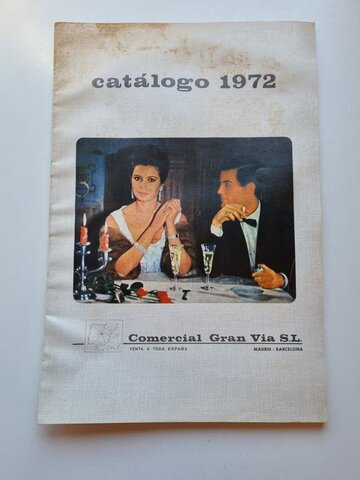 catálogo 1972
Comercial Gran Via S.L.
VENTA A TODA ESPAÑA
MADRID - BARCELONA